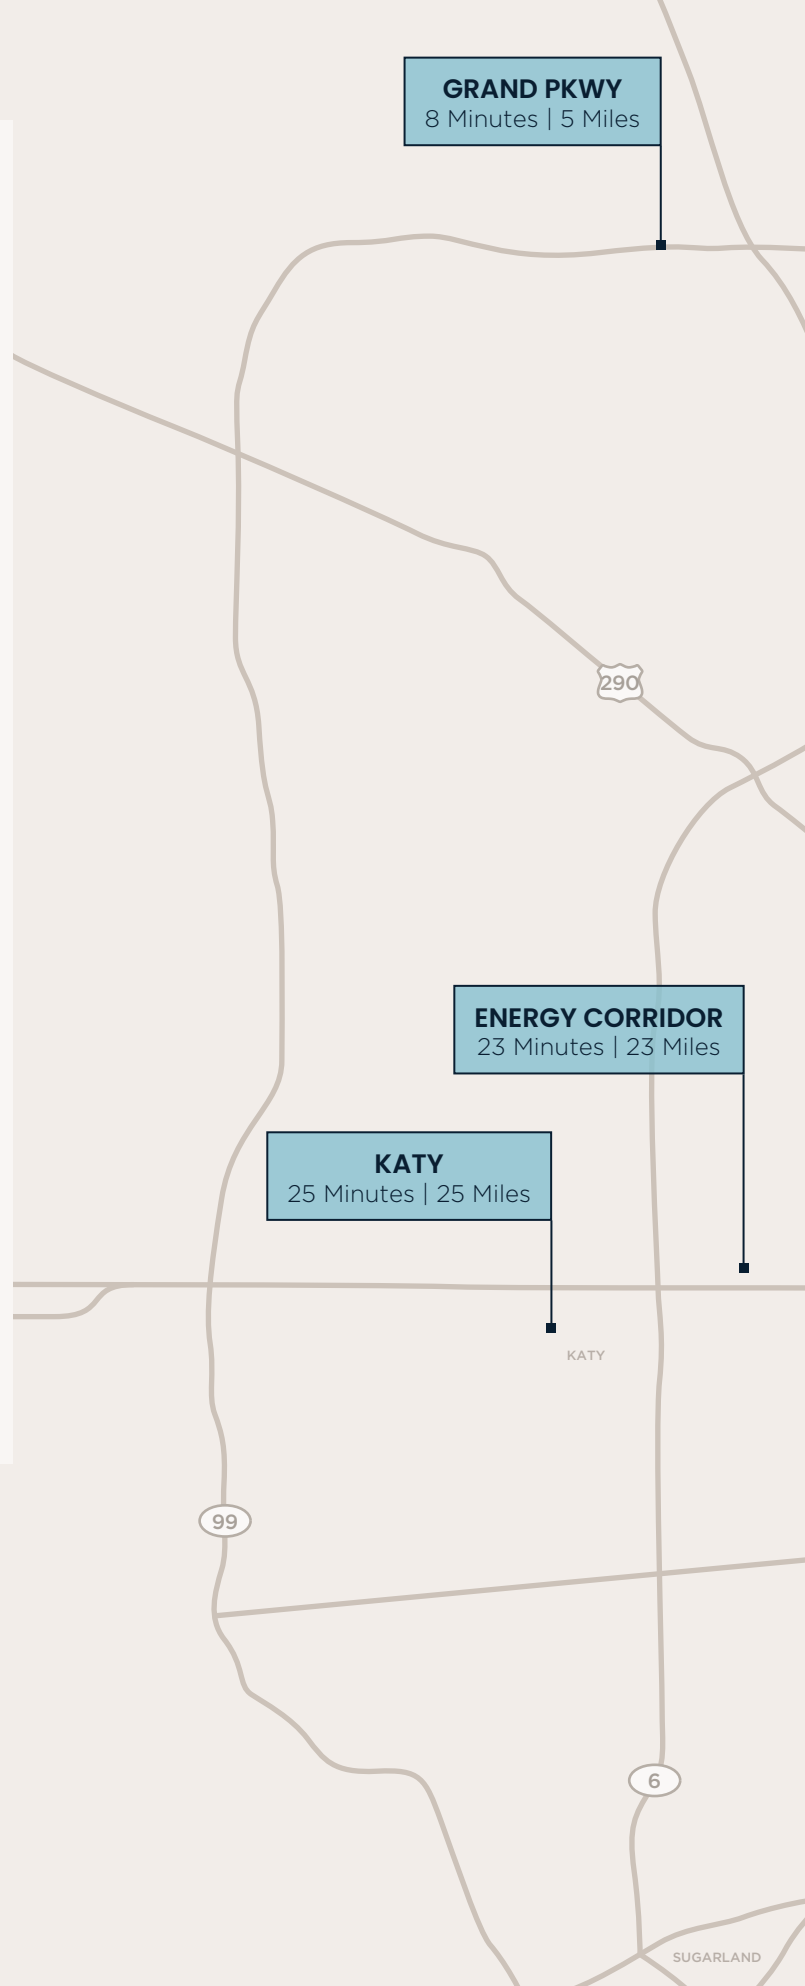 GRAND PKWY
8 Minutes | 5 Miles
290
ENERGY CORRIDOR
23 Minutes | 23 Miles
KATY
25 Minutes | 25 Miles
KATY
99
6
SUGARLAND